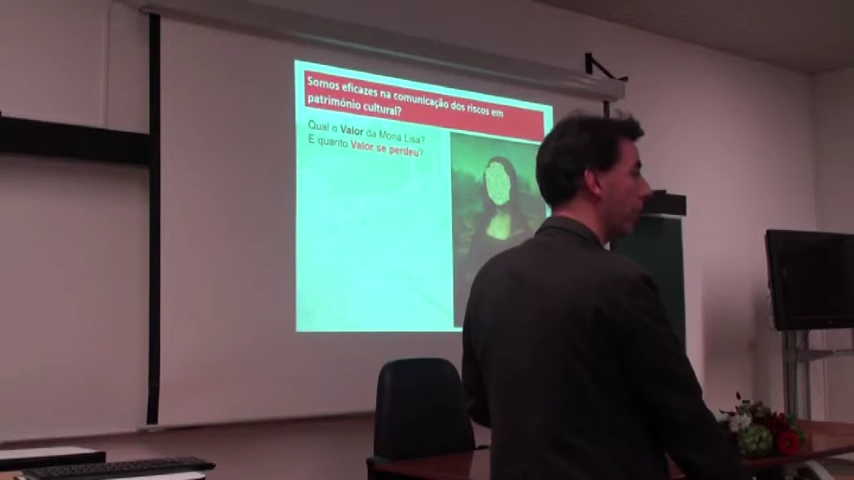 Somos eficazes na comunicação dos riscos em
património cultural?
Qual o Valor da Mona Lisa?
E quanto Valor se perdeu?